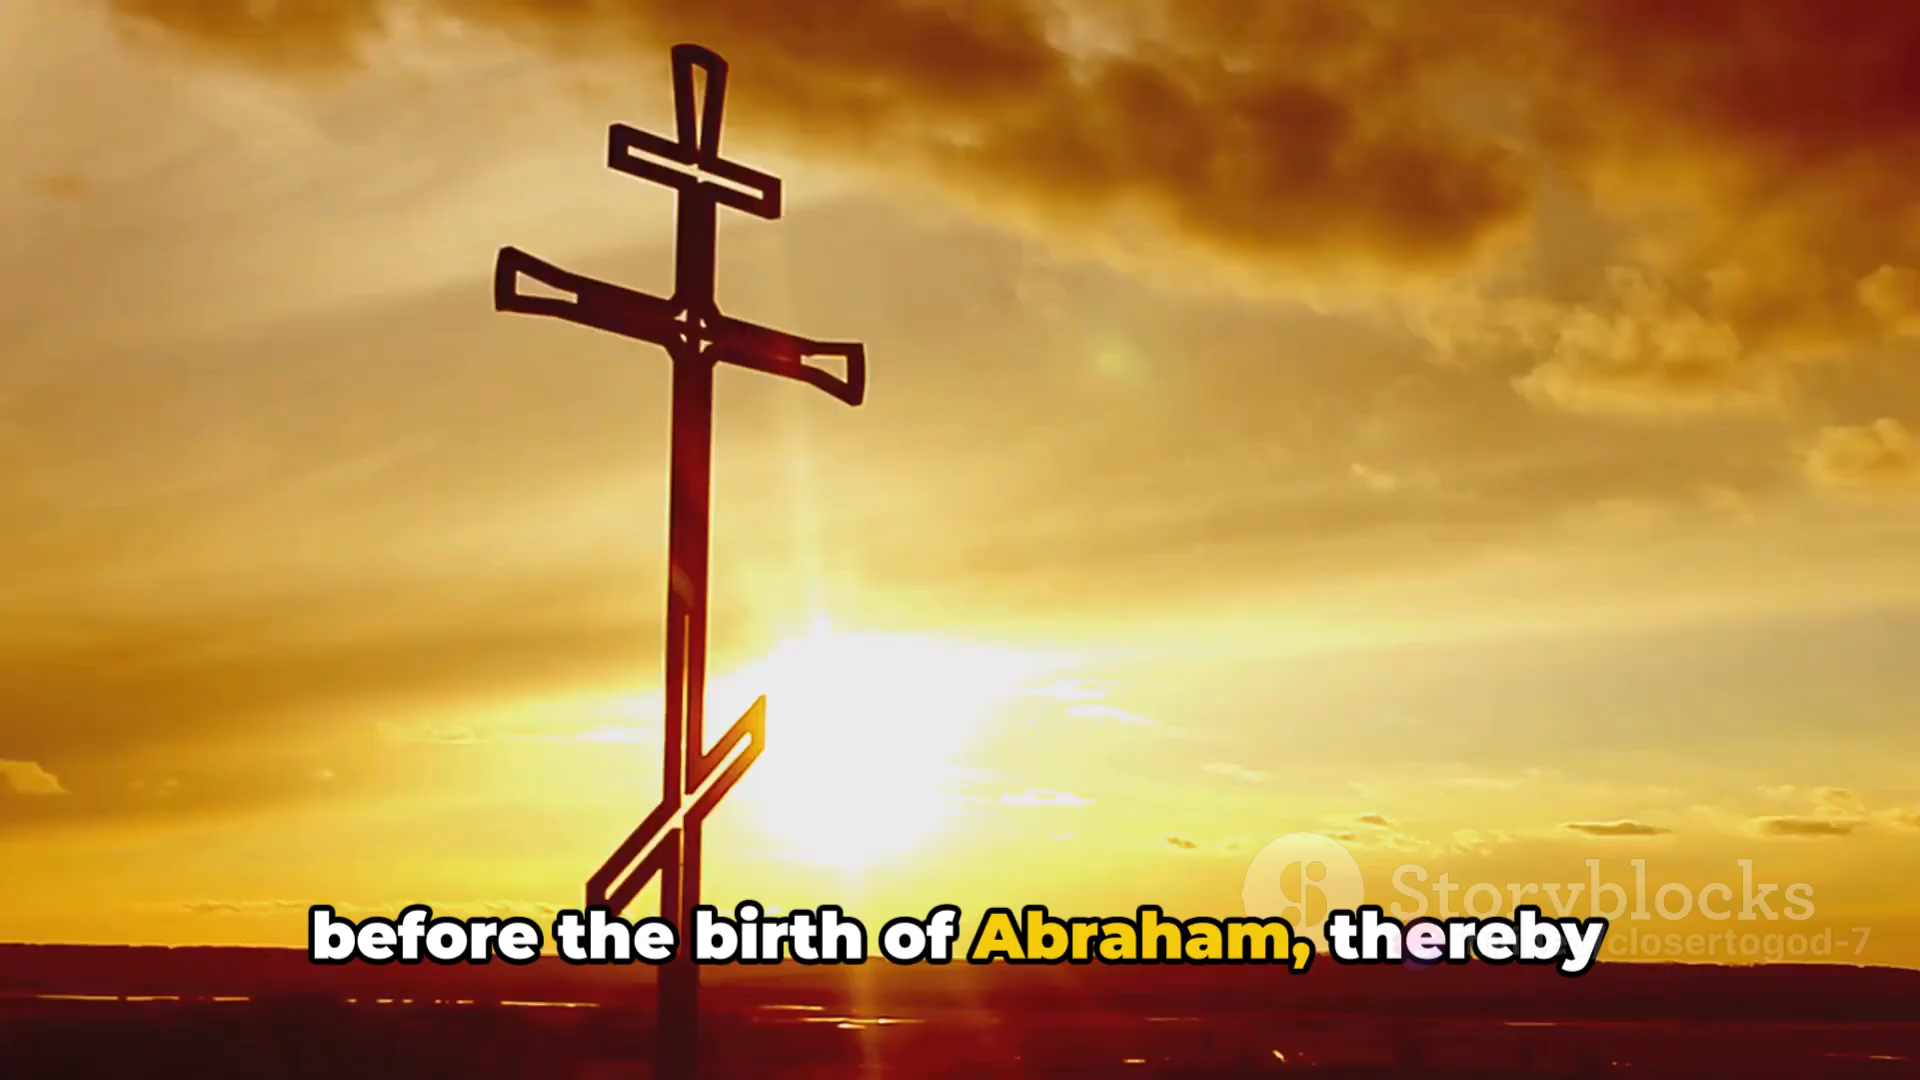 Storyblocks
before the birth of Abraham, thereby
closertogod-7